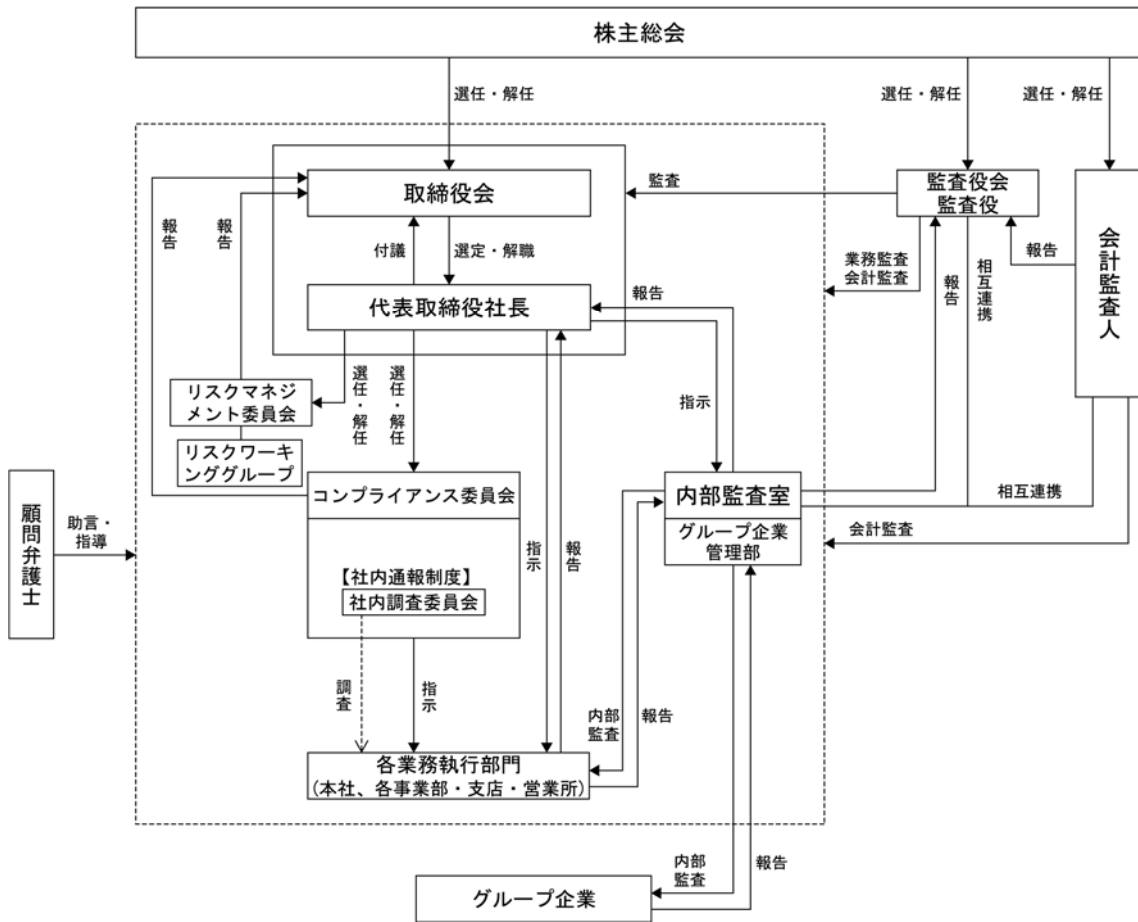 株主総会
選任・解任
選任・解任
選任・解任
取締役会
監査
監査役会
監査役
会計監査人
報告
報告
付議
選定・解職
業務監査
会計監査
報告
相互連携
報告
代表取締役社長
報告
選任・解任
選任・解任
指示
リスクマネジ
メント委員会
リスクワーキ
ンググループ
コンプライアンス委員会
内部監査室
グループ企業
管理部
相互連携
会計監査
顧問弁護士
助言・
指導
指示
報告
【社内通報制度】
社内調査委員会
調査
指示
内部
監査
報告
各業務執行部門
(本社、各事業部・支店・営業所)
内部
監査
報告
グループ企業